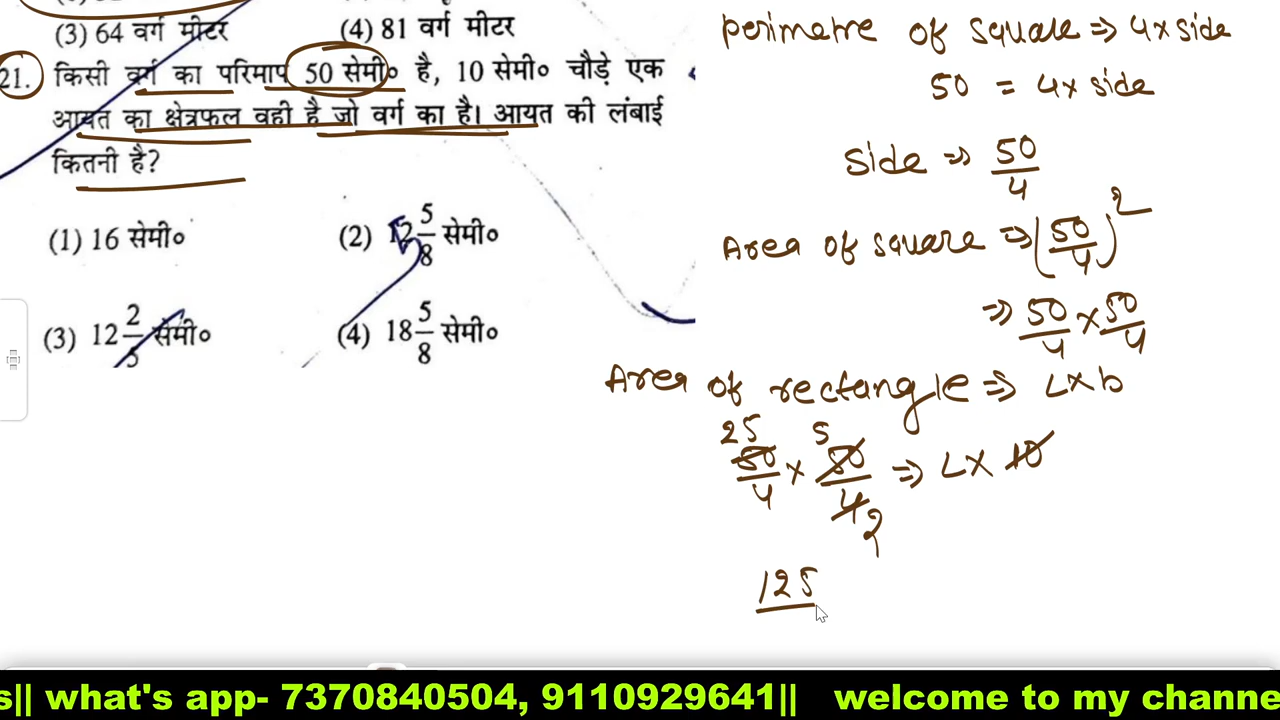 (3) 64 वर्ग मीटर (4) 81 वर्ग मीटर
21. किसी वर्ग का परिमाप 50 सेमी० है, 10 सेमी० चौड़े एक
आयत का क्षेत्रफल वही है जो वर्ग का है। आयत की लंबाई
कितनी है?
(1) 16 सेमी० (2) 12 5/8 सेमी०
(3) 12 2/5 सेमी० (4) 18 5/8 सेमी०
perimetre of square ⇒ 4 x side
50 = 4 x side
Side ⇒ 50/4
Area of square ⇒ (50/4)²
⇒ 50/4 x 50/4
Area of rectangle ⇒ L x b
25 5
50/4 x 50/4 ⇒ L x 10
2
125
s|| what's app- 7370840504, 9110929641|| welcome to my channe